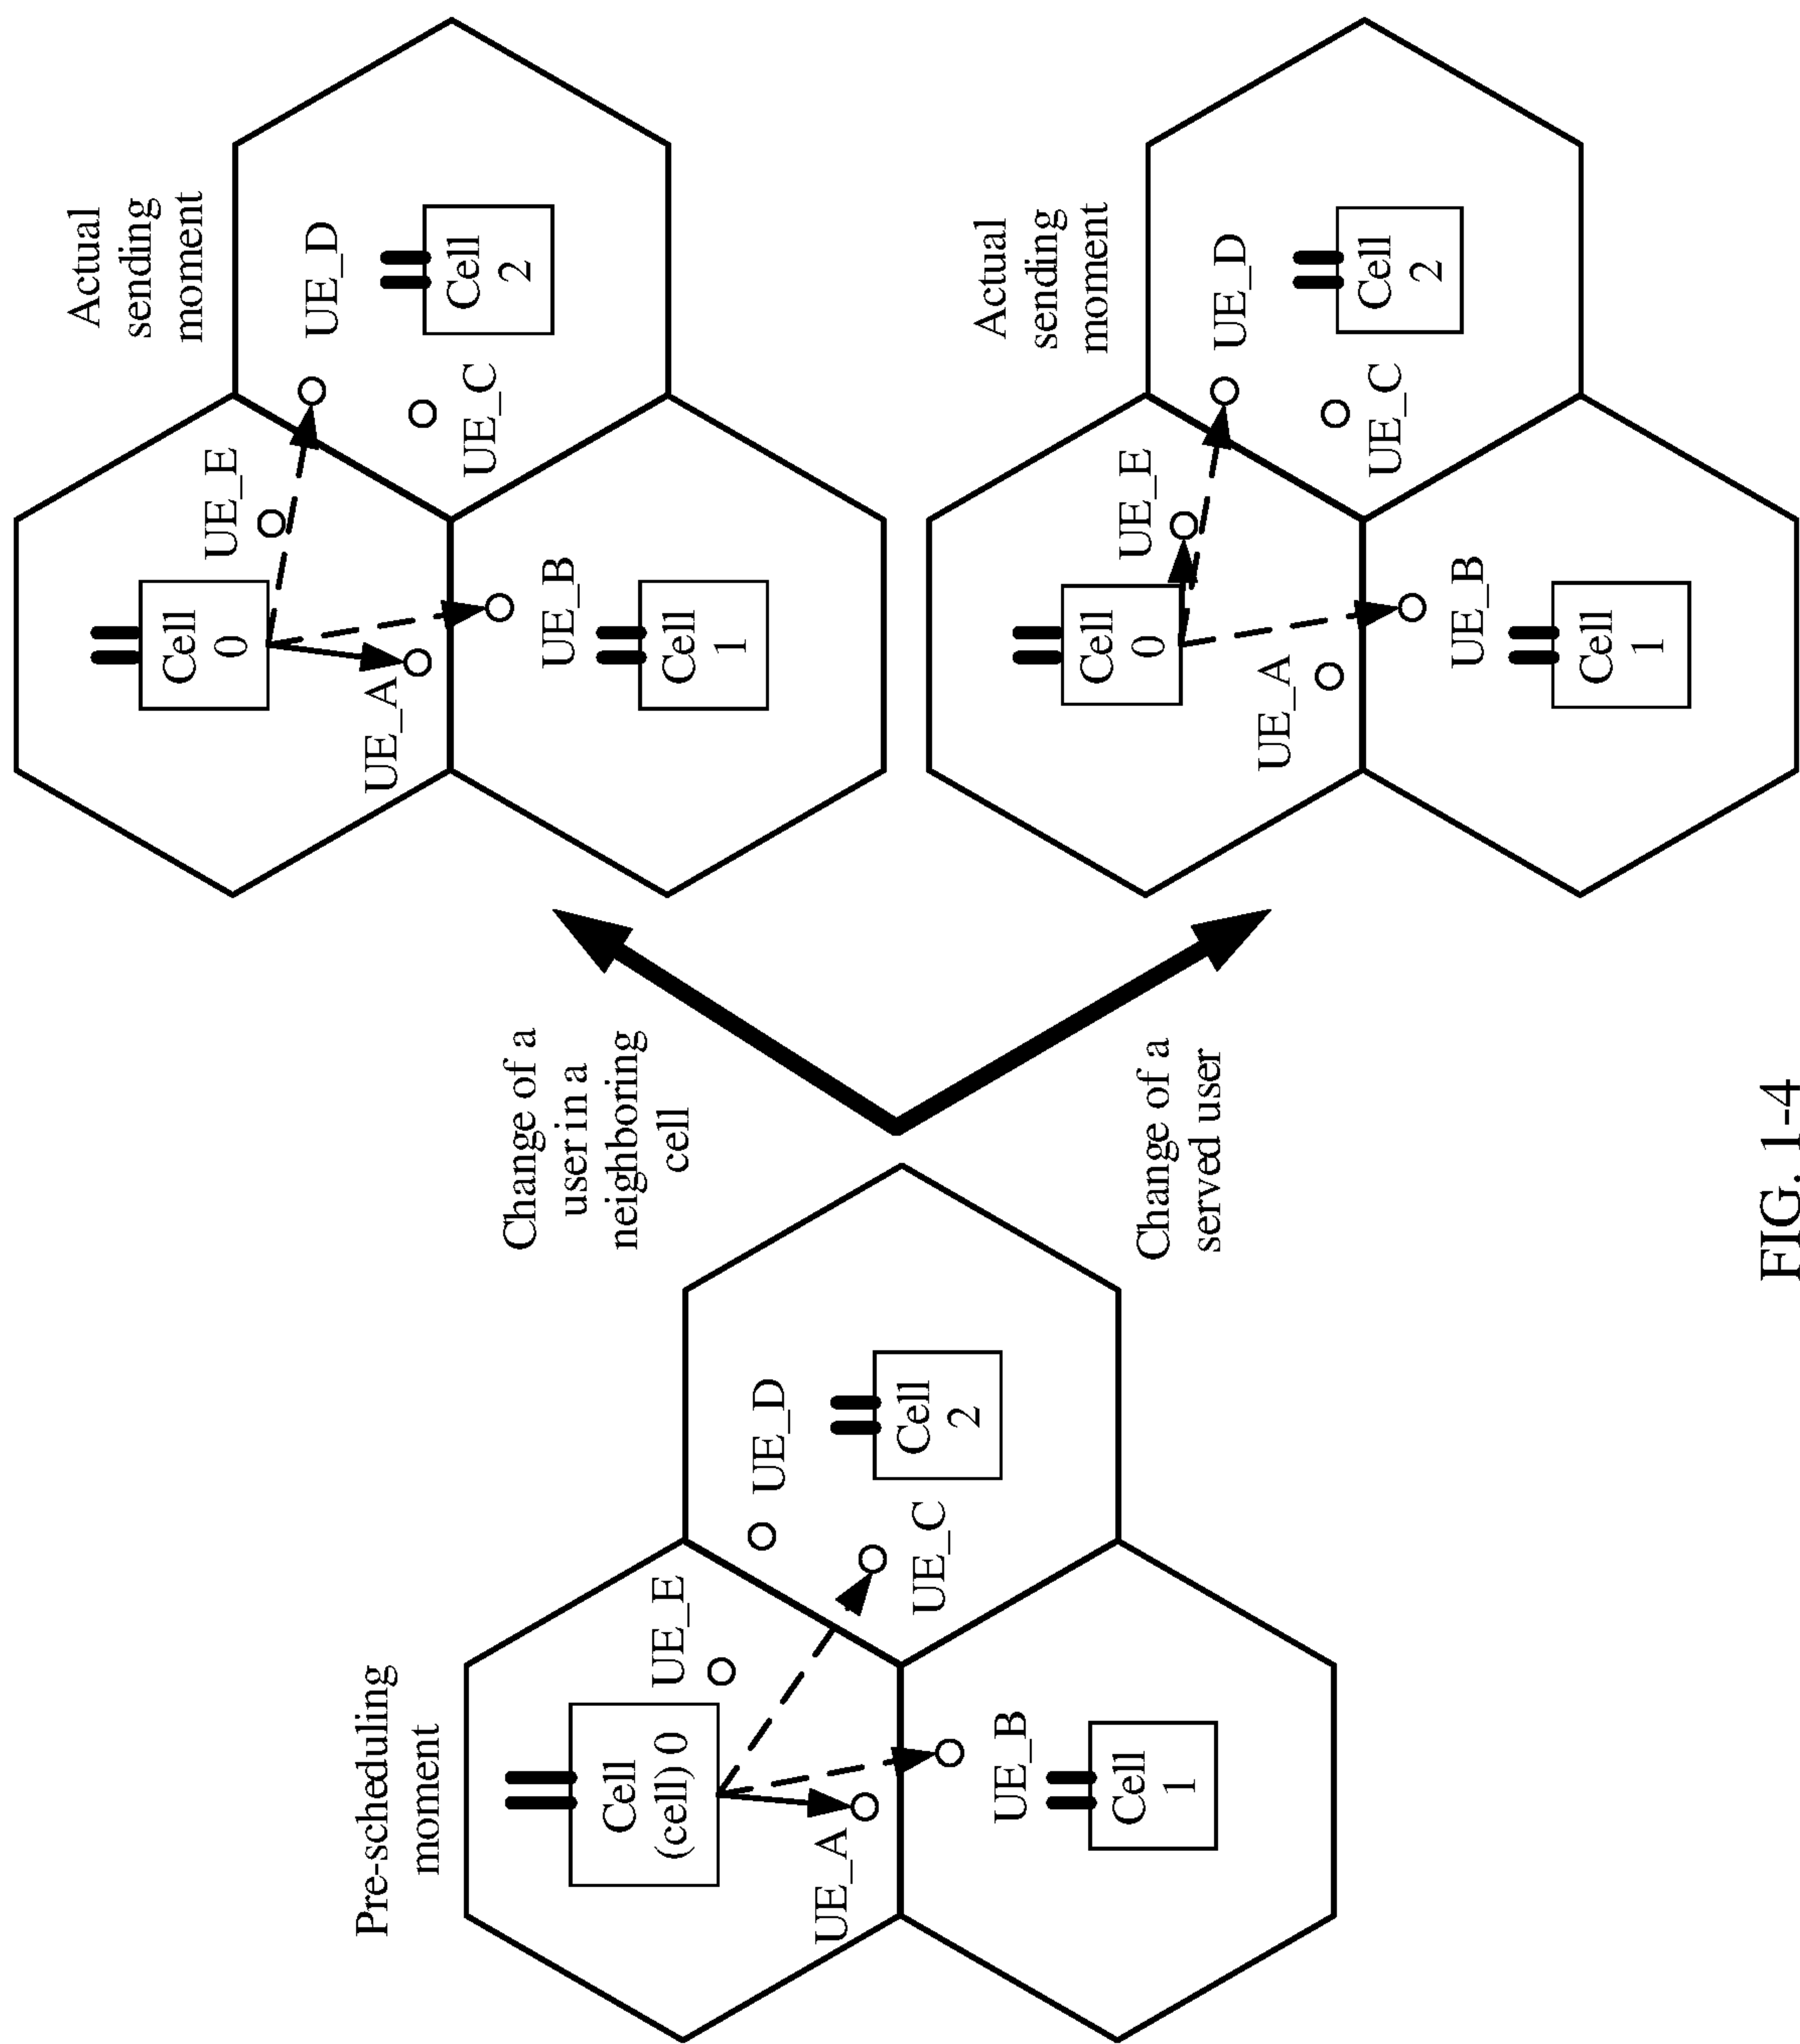 Pre-scheduling
moment
Cell
(cell) 0
UE_E
UE_D
UE_A
UE_C
Cell
2
UE_B
Cell
1
Change of a
user in a
neighboring
cell
Change of a
served user
Actual
sending
moment
Cell
0
UE_E
UE_D
UE_A
UE_C
Cell
2
UE_B
Cell
1
Actual
sending
moment
Cell
0
UE_E
UE_D
UE_A
UE_C
Cell
2
UE_B
Cell
1
FIG. 1-4